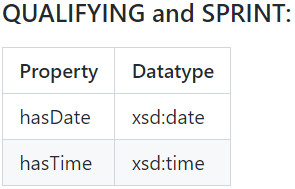 QUALIFYING and SPRINT:
Property Datatype
hasDate xsd:date
hasTime xsd:time